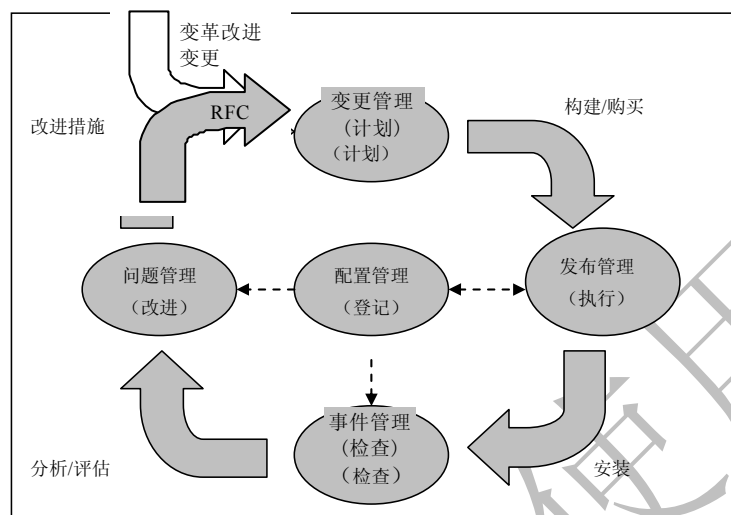 变革改进
变更
改进措施
RFC
变更管理
(计划)
（计划）
构建/购买
问题管理
（改进）
配置管理
（登记）
发布管理
（执行）
事件管理
(检查)
（检查）
分析/评估
安装
使用